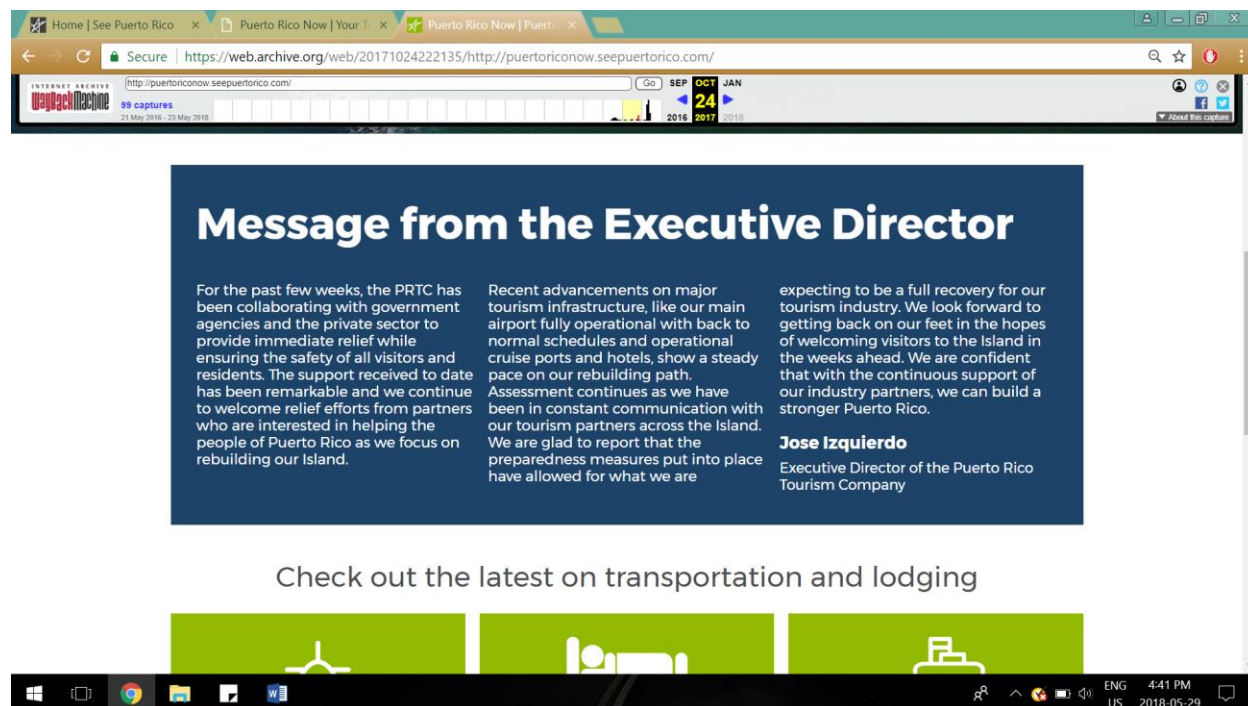 Home | See Puerto Rico
Puerto Rico Now | Your T
Puerto Rico Now | Puerto
Secure
https://web.archive.org/web/20171024222135/http://puertoriconow.seepuertorico.com/
INTERNET ARCHIVE
WayBackMachine
http://puertoriconow.seepuertorico.com/
Go
SEP OCT JAN
99 captures
24
21 May 2016 - 23 May 2018
2016 2017 2018
About this capture
Message from the Executive Director
For the past few weeks, the PRTC has
been collaborating with government
agencies and the private sector to
provide immediate relief while
ensuring the safety of all visitors and
residents. The support received to date
has been remarkable and we continue
to welcome relief efforts from partners
who are interested in helping the
people of Puerto Rico as we focus on
rebuilding our Island.
Recent advancements on major
tourism infrastructure, like our main
airport fully operational with back to
normal schedules and operational
cruise ports and hotels, show a steady
pace on our rebuilding path.
Assessment continues as we have
been in constant communication with
our tourism partners across the Island.
We are glad to report that the
preparedness measures put into place
have allowed for what we are
expecting to be a full recovery for our
tourism industry. We look forward to
getting back on our feet in the hopes
of welcoming visitors to the Island in
the weeks ahead. We are confident
that with the continuous support of
our industry partners, we can build a
stronger Puerto Rico.
Jose Izquierdo
Executive Director of the Puerto Rico
Tourism Company
Check out the latest on transportation and lodging
ENG
US
4:41 PM
2018-05-29